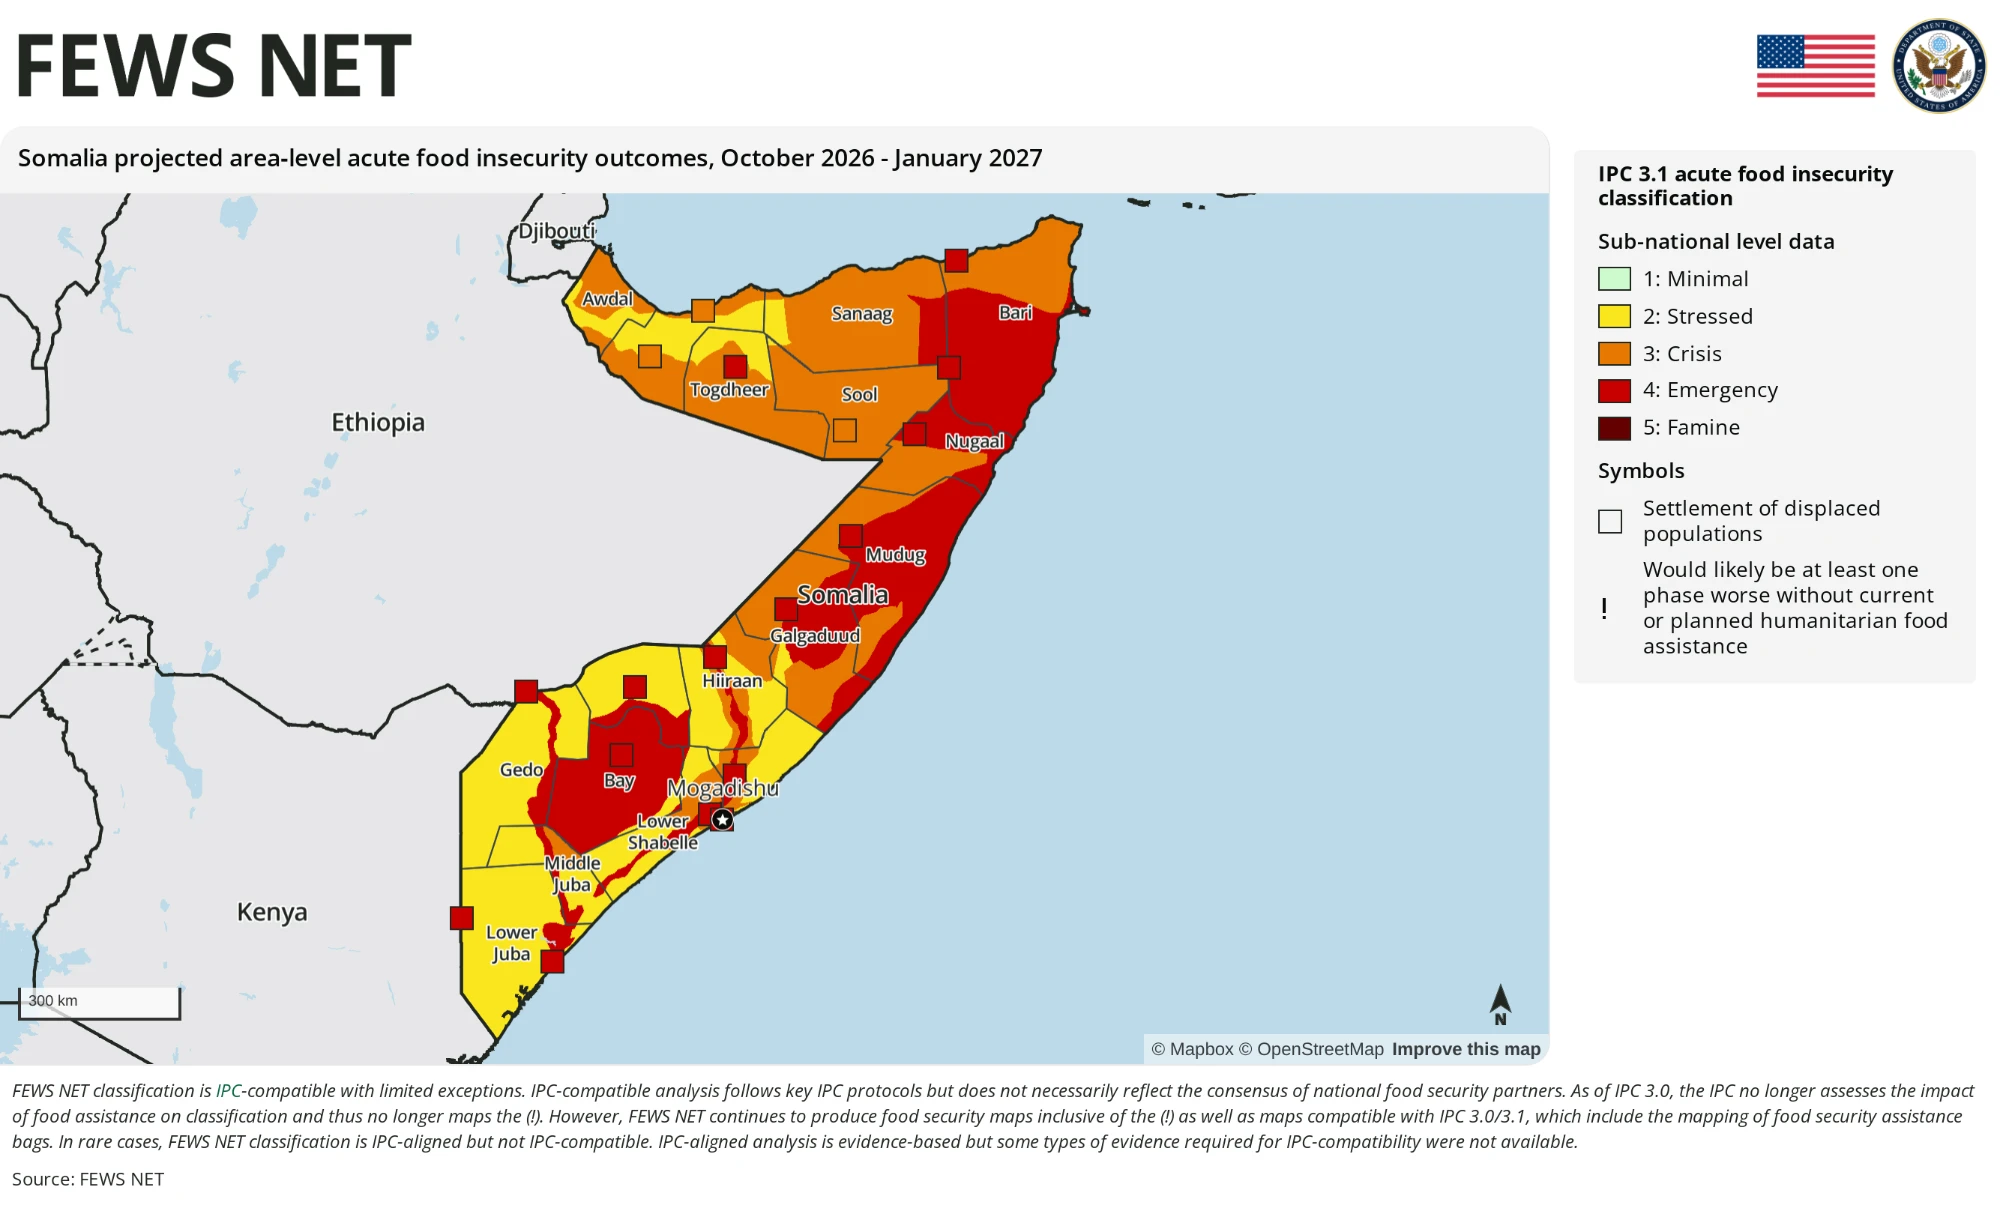 FEWS NET
Somalia projected area-level acute food insecurity outcomes, October 2026 - January 2027
Djibouti
Awdal
Sanaag
Bari
Togdheer
Sool
Ethiopia
Nugaal
Mudug
Somalia
Galgaduud
Hiiraan
Gedo
Bay
Mogadishu
Lower
Shabelle
Middle
Juba
Kenya
Lower
Juba
300 km
N
© Mapbox © OpenStreetMap Improve this map
IPC 3.1 acute food insecurity
classification
Sub-national level data
1: Minimal
2: Stressed
3: Crisis
4: Emergency
5: Famine
Symbols
Settlement of displaced
populations
! Would likely be at least one
phase worse without current
or planned humanitarian food
assistance
FEWS NET classification is IPC-compatible with limited exceptions. IPC-compatible analysis follows key IPC protocols but does not necessarily reflect the consensus of national food security partners. As of IPC 3.0, the IPC no longer assesses the impact
of food assistance on classification and thus no longer maps the (!). However, FEWS NET continues to produce food security maps inclusive of the (!) as well as maps compatible with IPC 3.0/3.1, which include the mapping of food security assistance
bags. In rare cases, FEWS NET classification is IPC-aligned but not IPC-compatible. IPC-aligned analysis is evidence-based but some types of evidence required for IPC-compatibility were not available.
Source: FEWS NET
DEPARTMENT OF STATE
UNITED STATES OF AMERICA